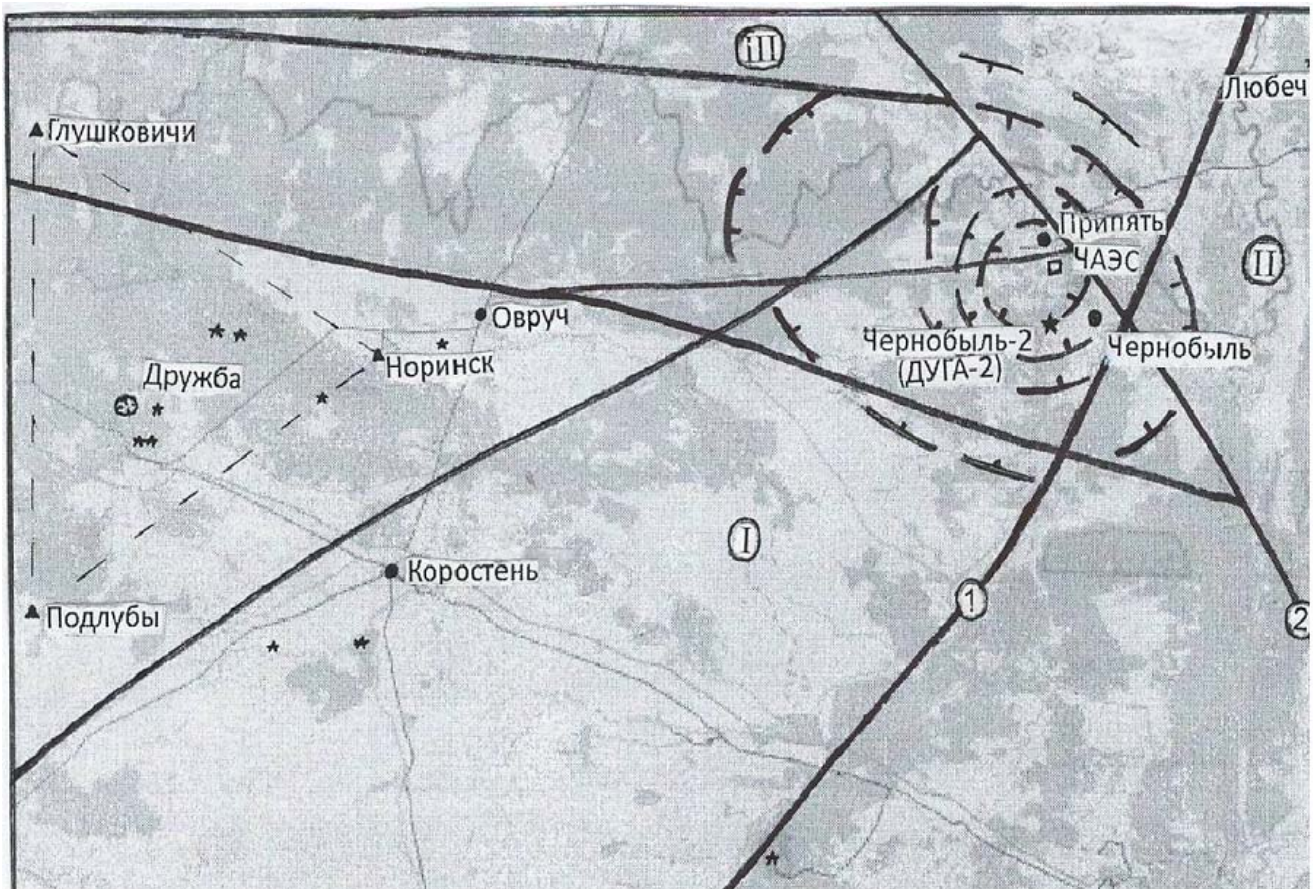 iII
Любеч
Глушковичи
Припять
ЧАЭС
II
Овруч
Чернобыль-2
(ДУГА-2)
Чернобыль
Норинск
Дружба
I
Коростень
1
2
Подлубы